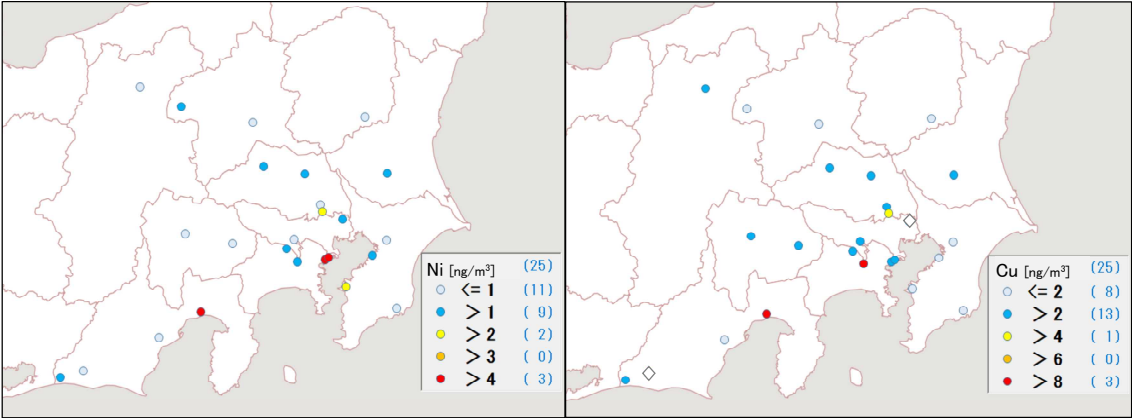 Ni [ng/m³] (25)
<= 1 (11)
> 1 ( 9)
> 2 ( 2)
> 3 ( 0)
> 4 ( 3)
Cu [ng/m³] (25)
<= 2 ( 8)
> 2 (13)
> 4 ( 1)
> 6 ( 0)
> 8 ( 3)